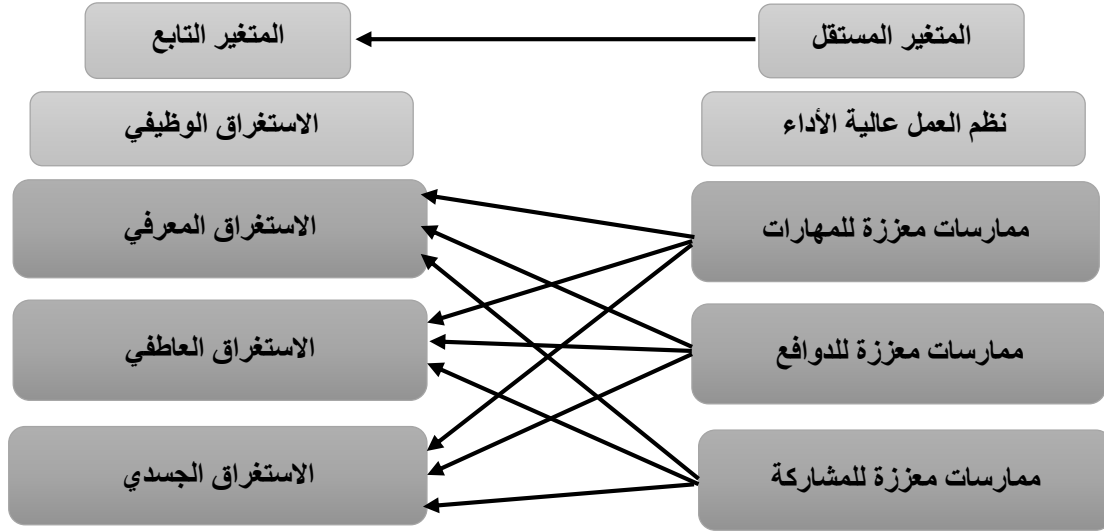 المتغير المستقل
المتغير التابع
نظم العمل عالية الأداء
الاستغراق الوظيفي
ممارسات معززة للمهارات
الاستغراق المعرفي
ممارسات معززة للدوافع
الاستغراق العاطفي
ممارسات معززة للمشاركة
الاستغراق الجسدي